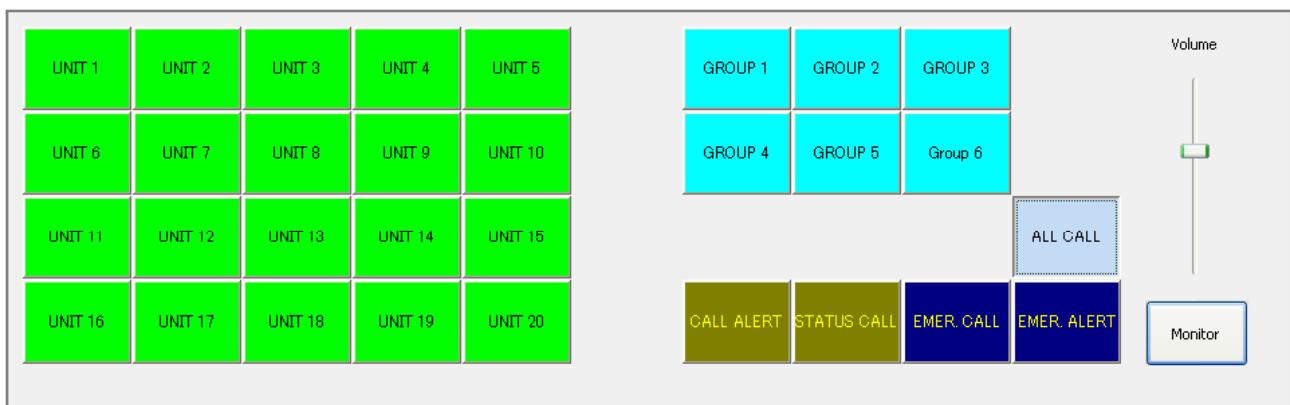 UNIT 1 UNIT 2 UNIT 3 UNIT 4 UNIT 5
UNIT 6 UNIT 7 UNIT 8 UNIT 9 UNIT 10
UNIT 11 UNIT 12 UNIT 13 UNIT 14 UNIT 15
UNIT 16 UNIT 17 UNIT 18 UNIT 19 UNIT 20
GROUP 1 GROUP 2 GROUP 3
GROUP 4 GROUP 5 Group 6
ALL CALL
CALL ALERT STATUS CALL EMER. CALL EMER. ALERT
Volume
Monitor